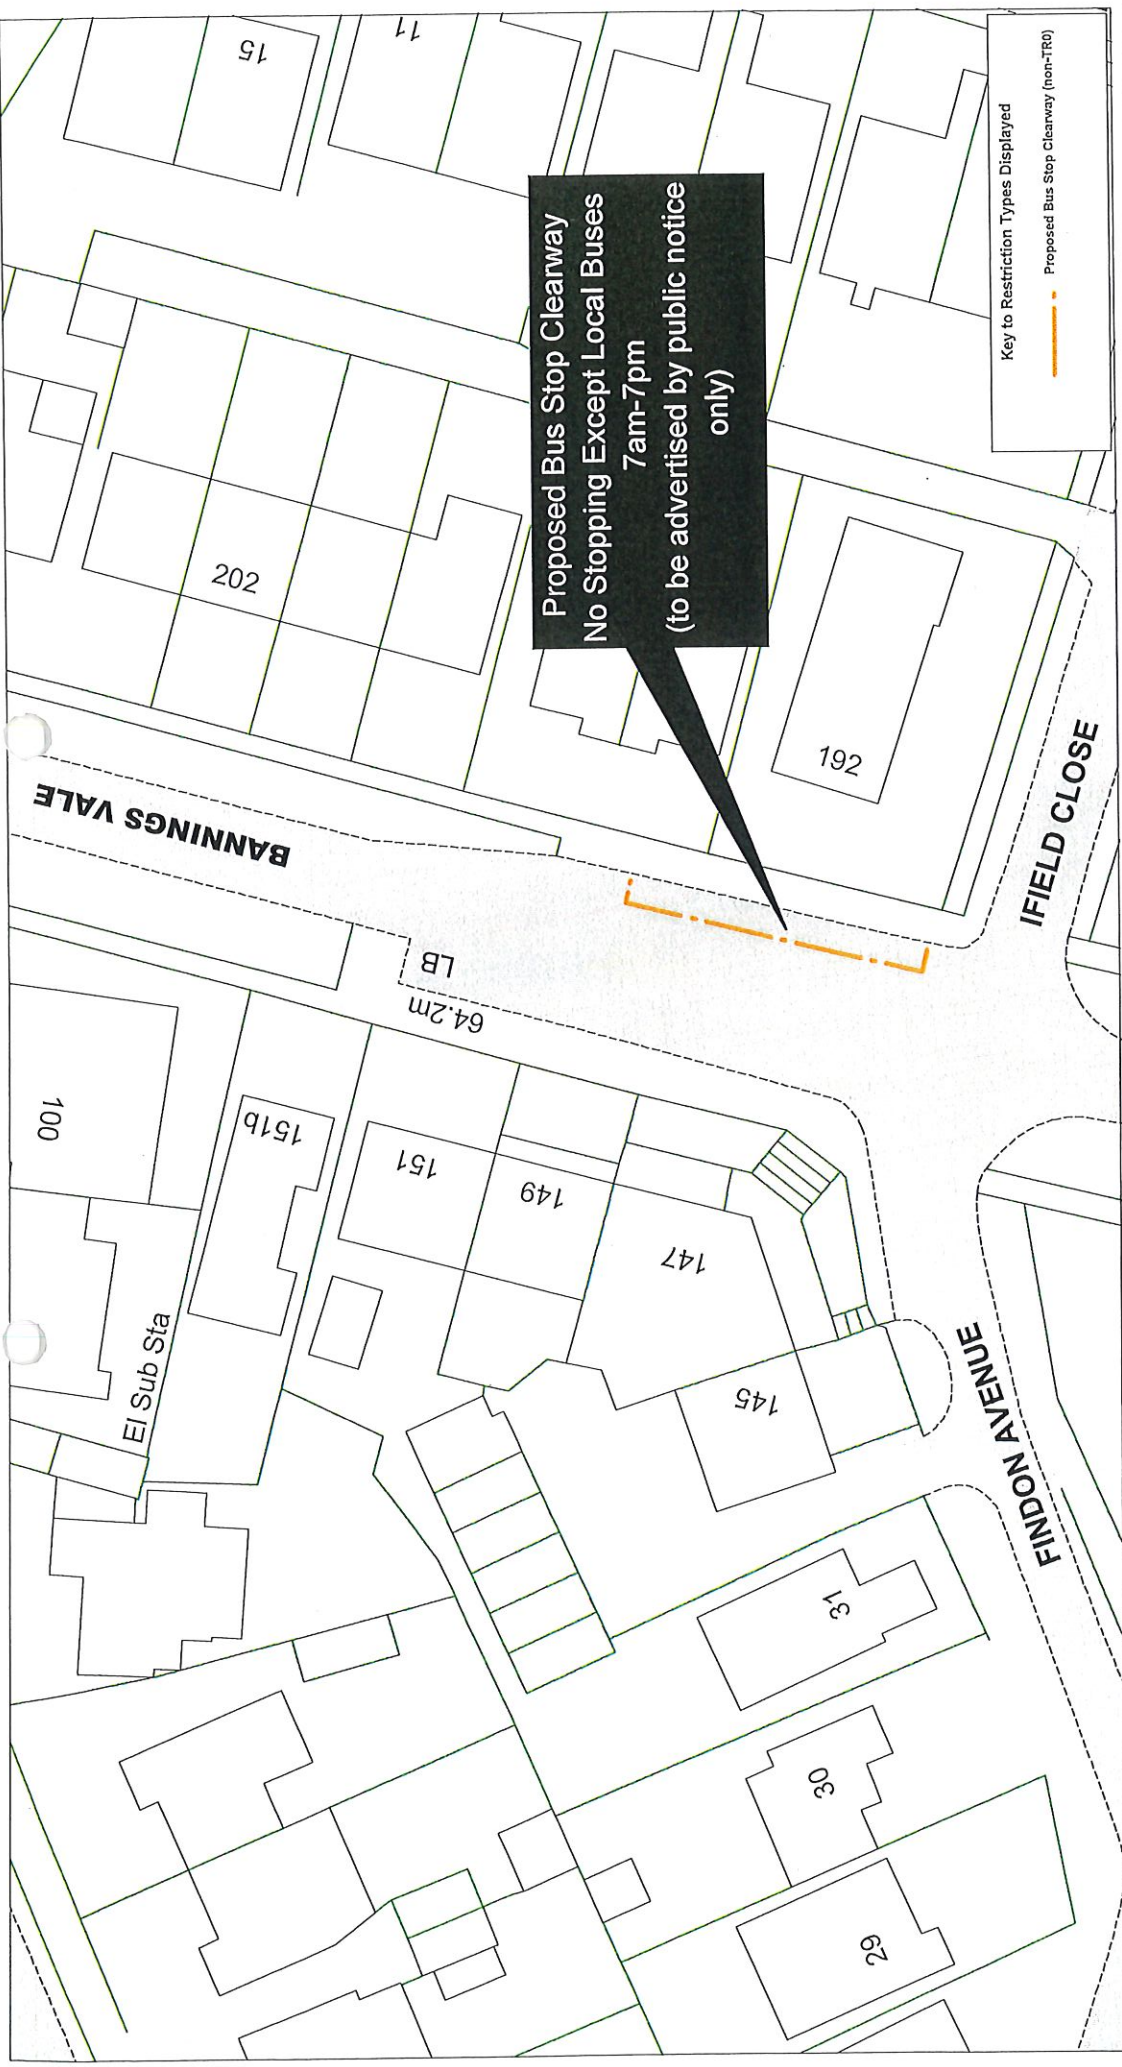 Proposed Bus Stop Clearway
No Stopping Except Local Buses
7am-7pm
(to be advertised by public notice
only)
Key to Restriction Types Displayed
Proposed Bus Stop Clearway (non-TRO)
BANNINGS VALE
IFIELD CLOSE
FINDON AVENUE
15
11
202
192
LB
64.2m
100
151b
151
149
147
145
El Sub Sta
31
30
29